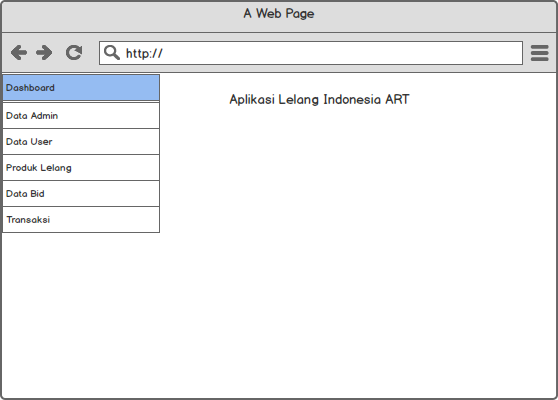 A Web Page
http://
Dashboard
Data Admin
Data User
Produk Lelang
Data Bid
Transaksi
Aplikasi Lelang Indonesia ART